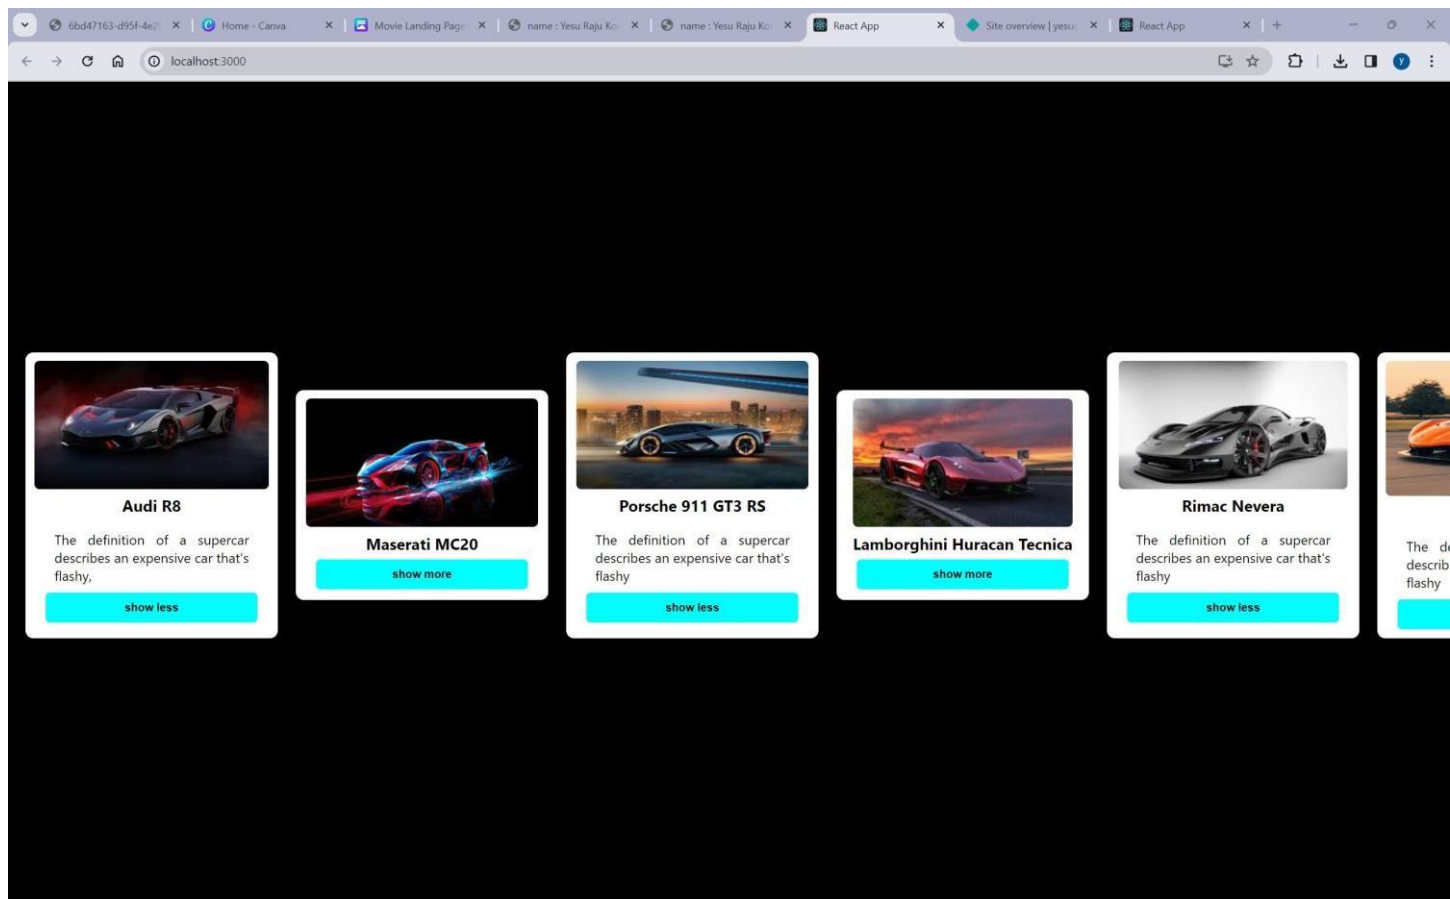 6bd47163-d95f-4e2
Home - Canva
Movie Landing Page
name : Yesu Raju Ko
name : Yesu Raju Ko
React App
Site overview | yesu
React App
localhost:3000
y
Audi R8
The definition of a supercar
describes an expensive car that's
flashy,
show less
Maserati MC20
show more
Porsche 911 GT3 RS
The definition of a supercar
describes an expensive car that's
flashy
show less
Lamborghini Huracan Tecnica
show more
Rimac Nevera
The definition of a supercar
describes an expensive car that's
flashy
show less
The de
describ
flashy